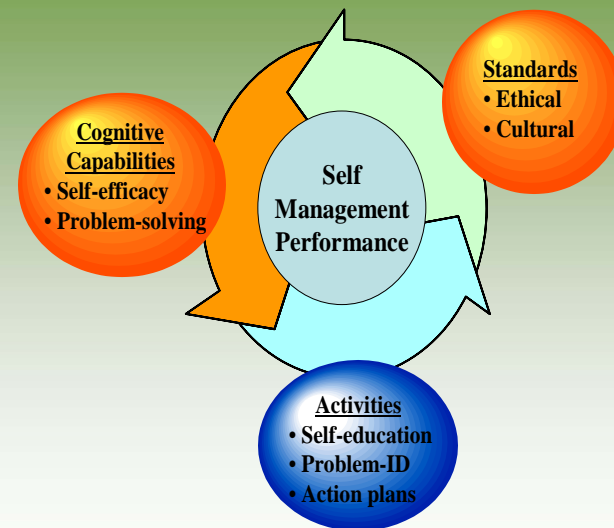 Standards
• Ethical
• Cultural
Cognitive
Capabilities
• Self-efficacy
• Problem-solving
Self
Management
Performance
Activities
• Self-education
• Problem-ID
• Action plans